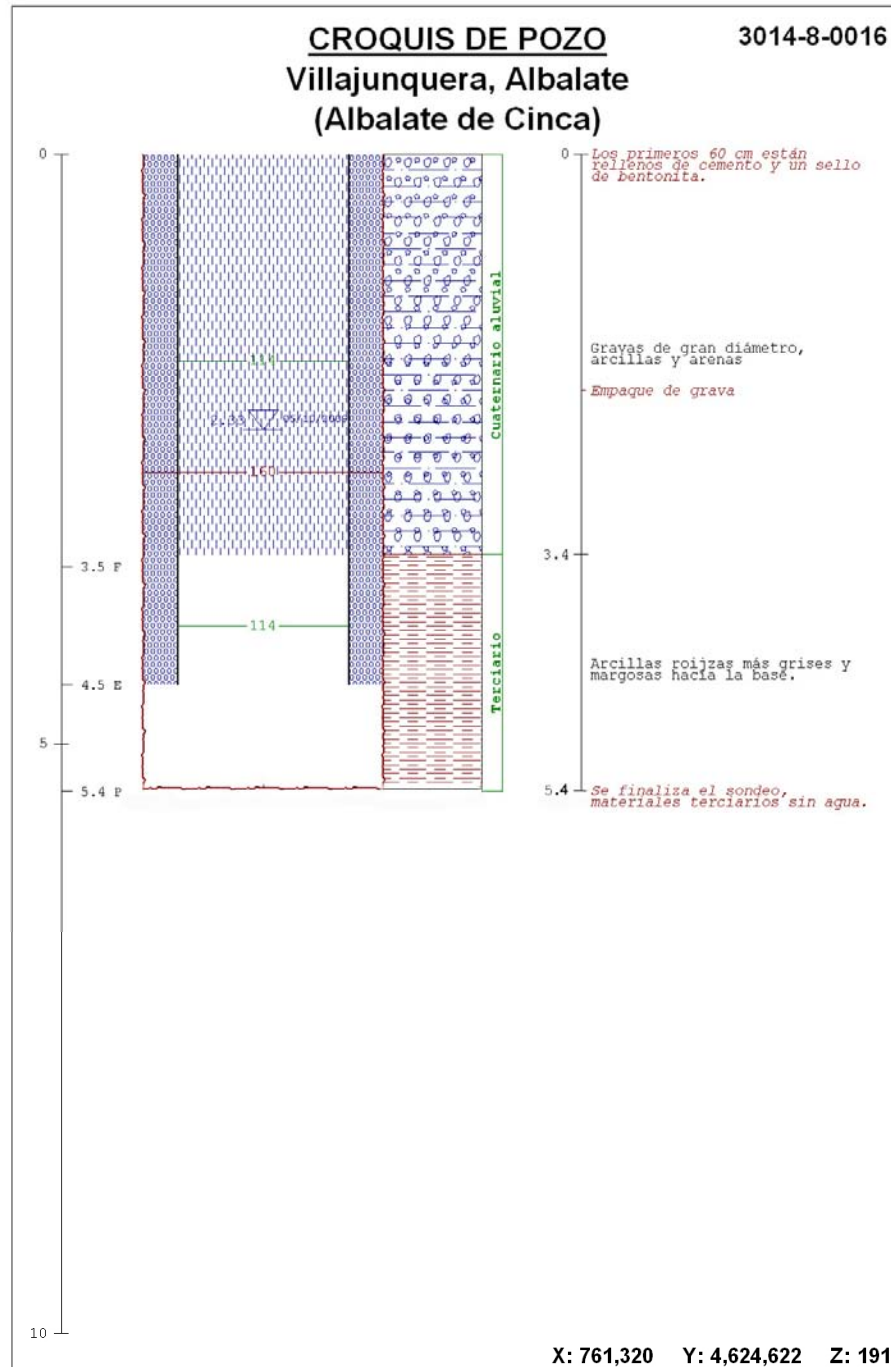 CROQUIS DE POZO
3014-8-0016
Villajunquera, Albalate
(Albalate de Cinca)
0
0
Los primeros 60 cm están
rellenos de cemento y un sello
de bentonita.
Cuaternario aluvial
Gravas de gran diámetro,
arcillas y arenas
114
Empaque de grava
2.33
160
3.5 F
3.4
114
Terciario
Arcillas roijzas más grises y
margosas hacia la base.
4.5 E
5
5.4 P
5.4
Se finaliza el sondeo,
materiales terciarios sin agua.
10
X: 761,320 Y: 4,624,622 Z: 191